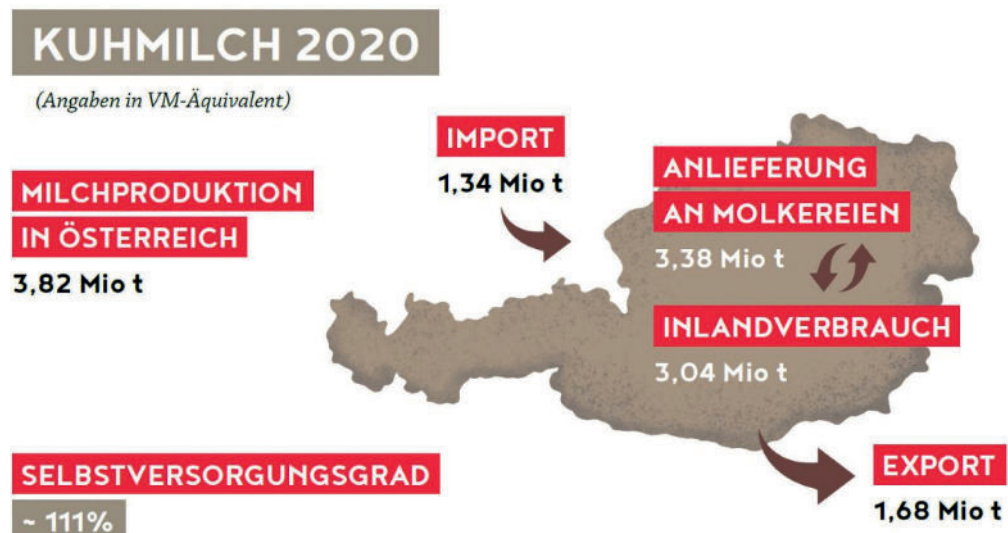 KUHMILCH 2020
(Angaben in VM-Äquivalent)
MILCHPRODUKTION
IN ÖSTERREICH
3,82 Mio t
IMPORT
1,34 Mio t
ANLIEFERUNG
AN MOLKEREIEN
3,38 Mio t
INLANDVERBRAUCH
3,04 Mio t
SELBSTVERSORGUNGSGRAD
~ 111%
EXPORT
1,68 Mio t